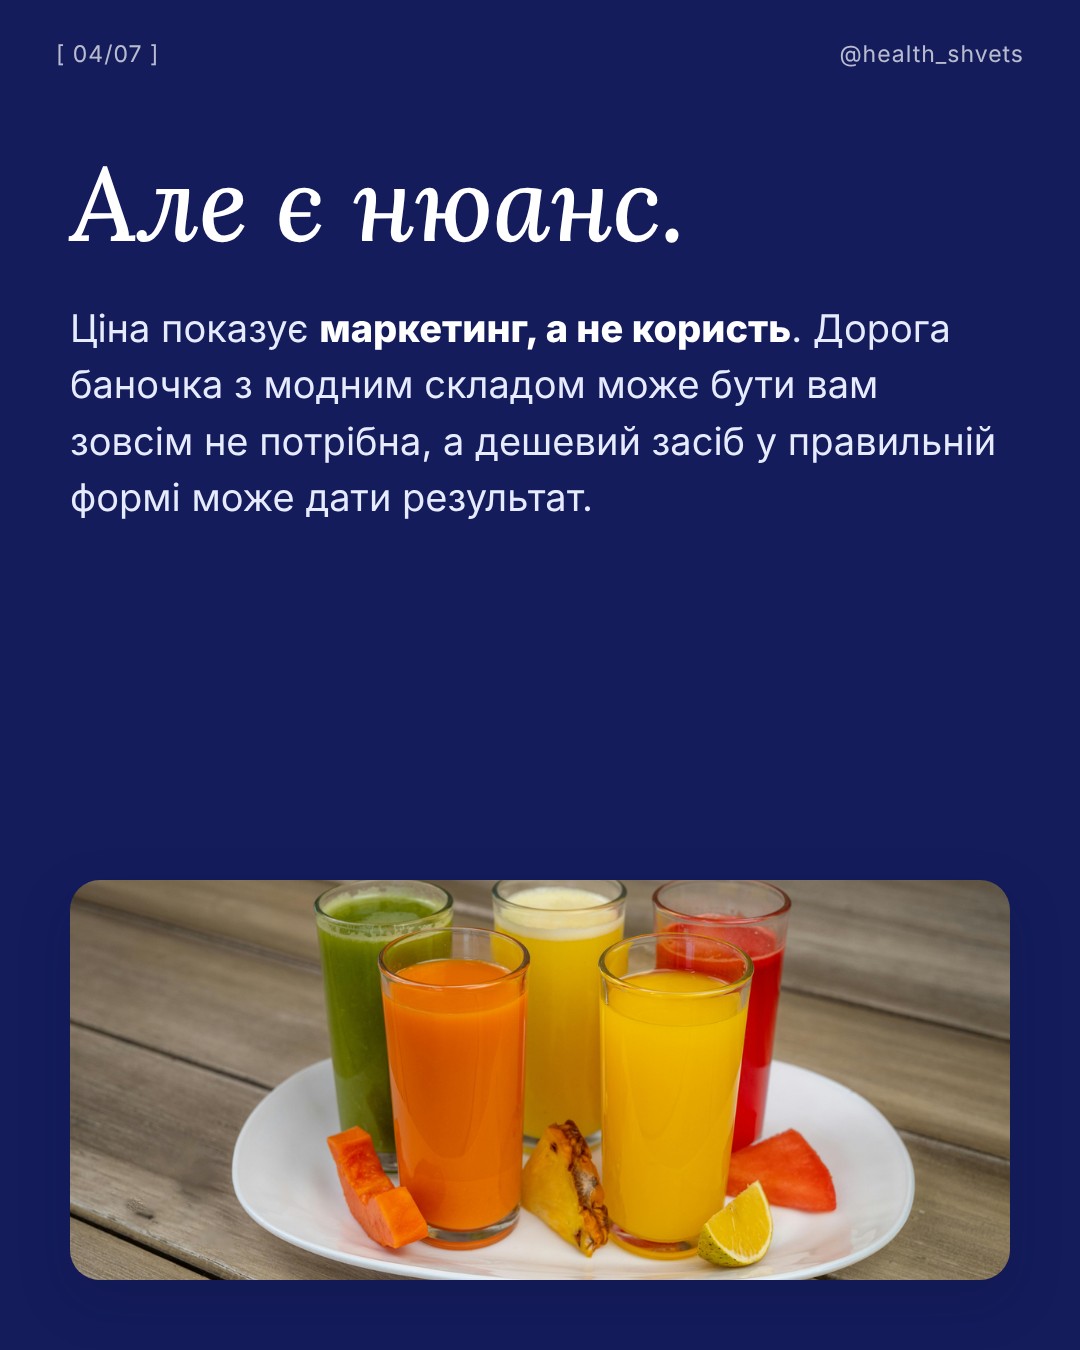 [ 04/07 ]
@health_shvets
Але є нюанс.
Ціна показує маркетинг, а не користь. Дорога
баночка з модним складом може бути вам
зовсім не потрібна, а дешевий засіб у правильній
формі може дати результат.